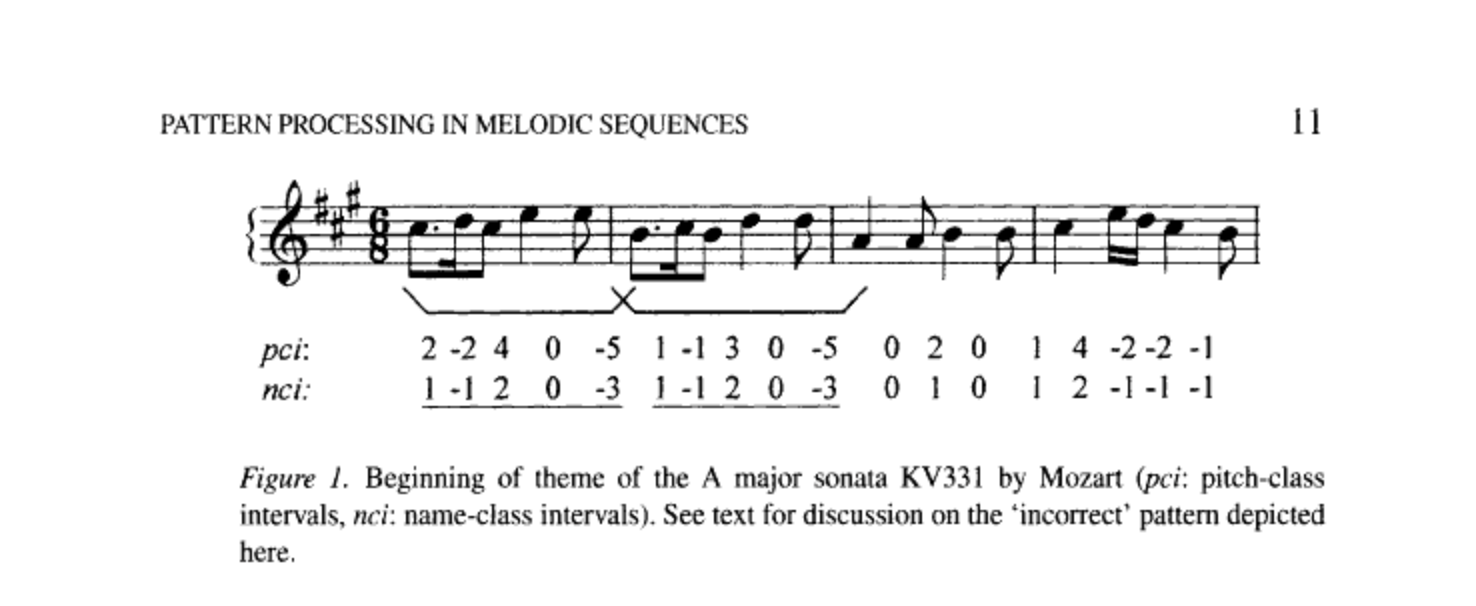 PATTERN PROCESSING IN MELODIC SEQUENCES 11
6
8
pci: 2 -2 4 0 -5 1 -1 3 0 -5 0 2 0 1 4 -2 -2 -1
nci: 1 -1 2 0 -3 1 -1 2 0 -3 0 1 0 1 2 -1 -1 -1
Figure 1. Beginning of theme of the A major sonata KV331 by Mozart (pci: pitch-class
intervals, nci: name-class intervals). See text for discussion on the ‘incorrect’ pattern depicted
here.